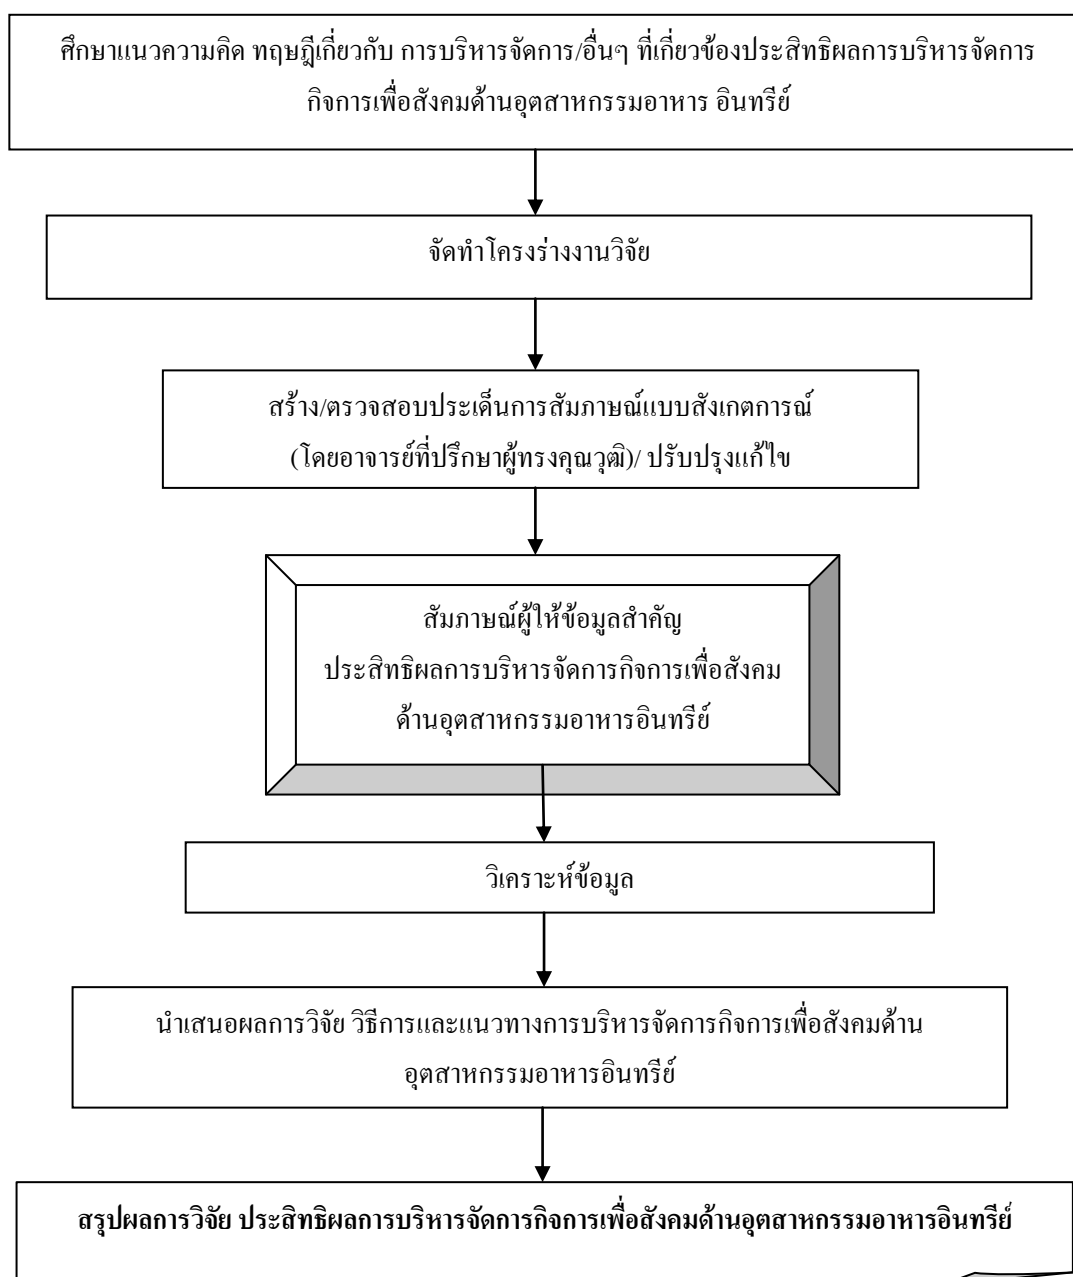 ศึกษาแนวความคิด ทฤษฎีเกี่ยวกับ การบริหารจัดการ/อื่นๆ ที่เกี่ยวข้องประสิทธิผลการบริหารจัดการ
กิจการเพื่อสังคมด้านอุตสาหกรรมอาหาร อินทรีย์
จัดทำโครงร่างงานวิจัย
สร้าง/ตรวจสอบประเด็นการสัมภาษณ์แบบสังเกตการณ์
(โดยอาจารย์ที่ปรึกษาผู้ทรงคุณวุฒิ)/ ปรับปรุงแก้ไข
สัมภาษณ์ผู้ให้ข้อมูลสำคัญ
ประสิทธิผลการบริหารจัดการกิจการเพื่อสังคม
ด้านอุตสาหกรรมอาหารอินทรีย์
วิเคราะห์ข้อมูล
นำเสนอผลการวิจัย วิธีการและแนวทางการบริหารจัดการกิจการเพื่อสังคมด้าน
อุตสาหกรรมอาหารอินทรีย์
สรุปผลการวิจัย ประสิทธิผลการบริหารจัดการกิจการเพื่อสังคมด้านอุตสาหกรรมอาหารอินทรีย์